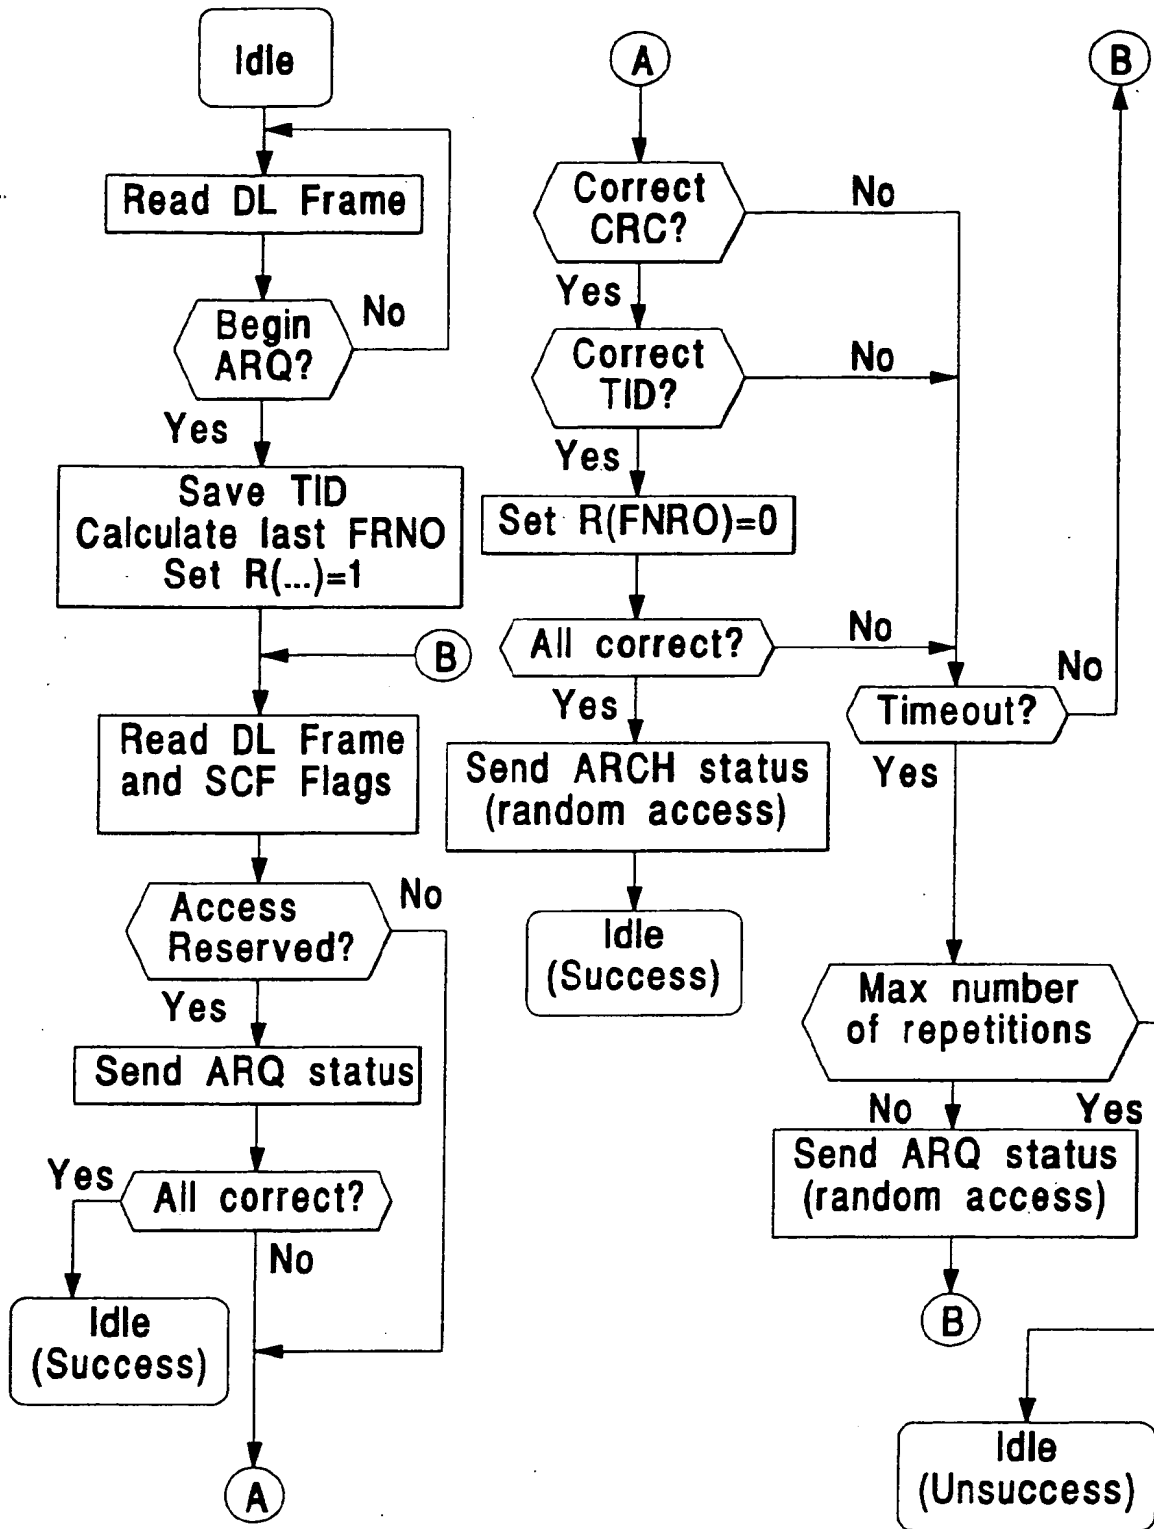 Idle
Read DL Frame
Begin
ARQ?
No
Yes
Save TID
Calculate last FRNO
Set R(...)=1
B
Read DL Frame
and SCF Flags
Access
Reserved?
No
Yes
Send ARQ status
Yes
All correct?
No
Idle
(Success)
A
A
Correct
CRC?
No
Yes
Correct
TID?
No
Yes
Set R(FNRO)=0
All correct?
No
Yes
Send ARCH status
(random access)
Idle
(Success)
B
Timeout?
No
Yes
Max number
of repetitions
No
Yes
Send ARQ status
(random access)
B
Idle
(Unsuccess)